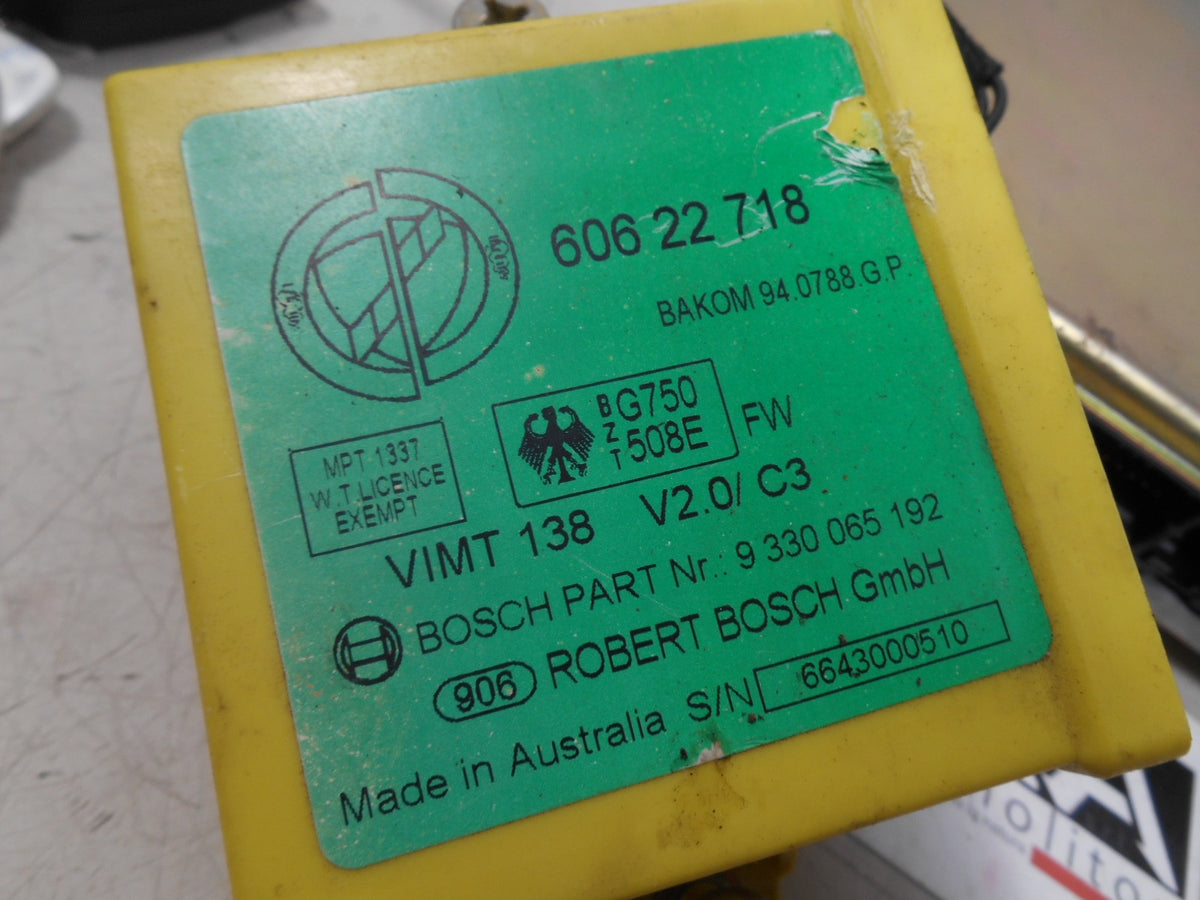 606 22 718
BAKOM 94.0788.G.P
BZT G750 508E FW
MPT 1337
W.T.LICENCE
EXEMPT
VIMT 138 V2.0/ C3
BOSCH PART Nr.: 9 330 065 192
906 ROBERT BOSCH GmbH
Made in Australia S/N 6643000510